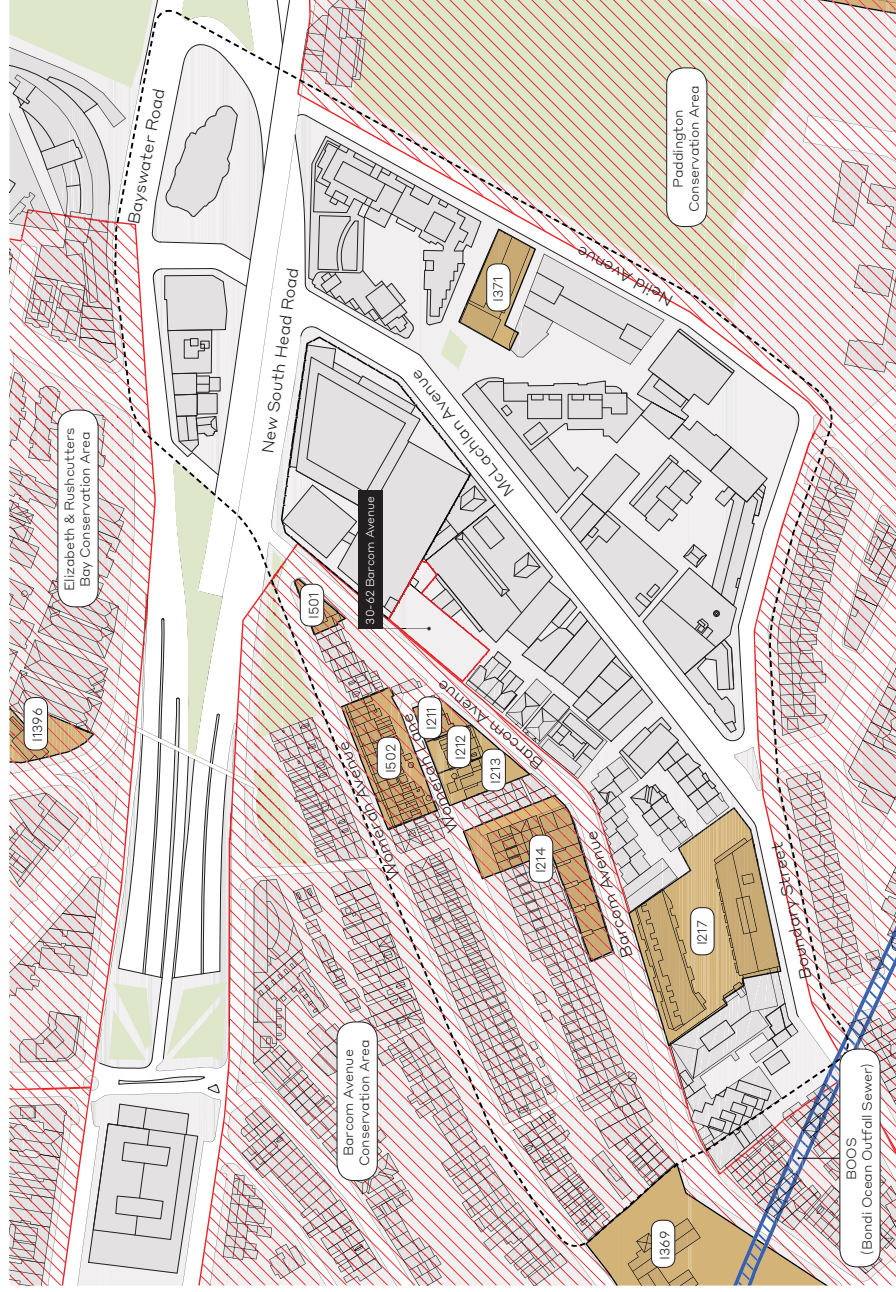 Bayswater Road
Paddington
Conservation Area
Elizabeth & Rushcutters
Bay Conservation Area
New South Head Road
Neild Avenue
I371
McLachlan Avenue
30-62 Barcom Avenue
I501
I1396
I211
I502
I212
I213
Womerah Avenue
Womerah Lane
Barcom Avenue
I214
Barcom Avenue
I217
Boundary Street
Barcom Avenue
Conservation Area
I369
BOOS
(Bondi Ocean Outfall Sewer)